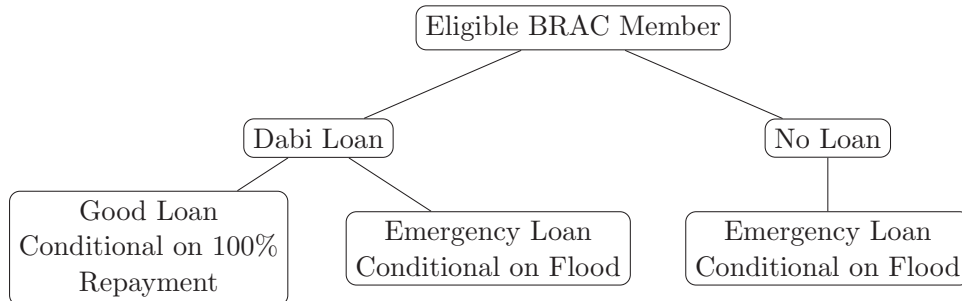 Eligible BRAC Member
Dabi Loan
No Loan
Good Loan
Conditional on 100%
Repayment
Emergency Loan
Conditional on Flood
Emergency Loan
Conditional on Flood